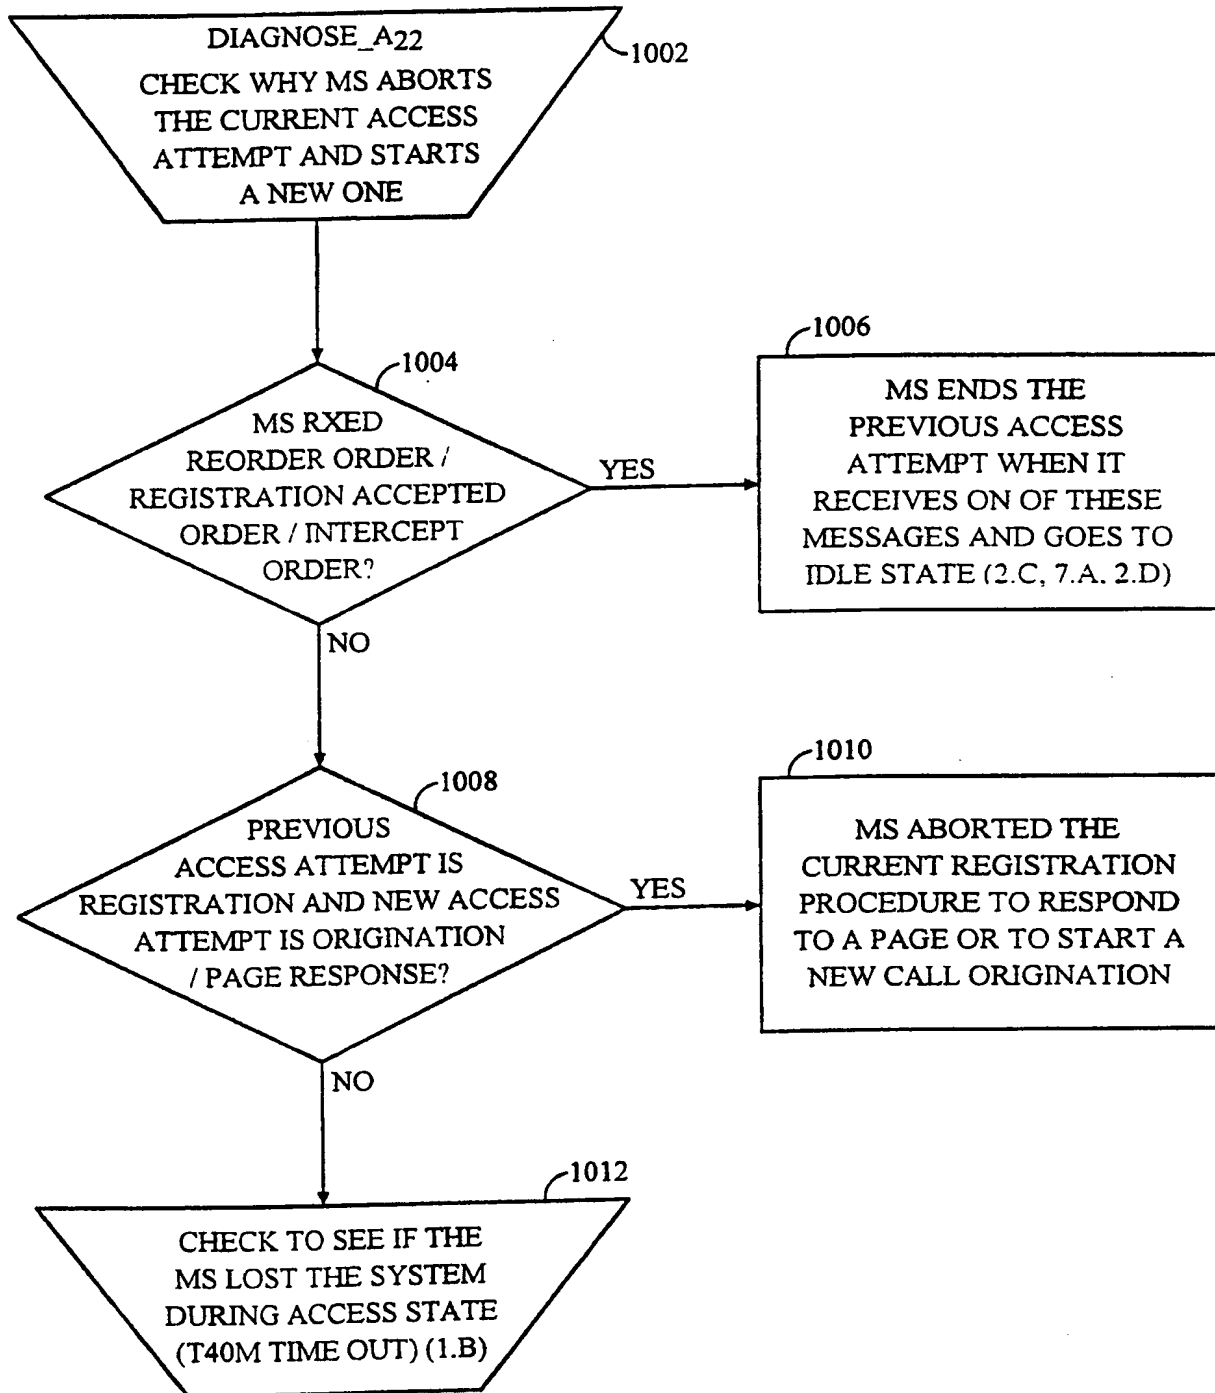 DIAGNOSE_A22
CHECK WHY MS ABORTS
THE CURRENT ACCESS
ATTEMPT AND STARTS
A NEW ONE
1002
1004
MS RXED
REORDER ORDER /
REGISTRATION ACCEPTED
ORDER / INTERCEPT
ORDER?
YES
NO
1006
MS ENDS THE
PREVIOUS ACCESS
ATTEMPT WHEN IT
RECEIVES ON OF THESE
MESSAGES AND GOES TO
IDLE STATE (2.C, 7.A, 2.D)
1008
PREVIOUS
ACCESS ATTEMPT IS
REGISTRATION AND NEW ACCESS
ATTEMPT IS ORIGINATION
/ PAGE RESPONSE?
YES
NO
1010
MS ABORTED THE
CURRENT REGISTRATION
PROCEDURE TO RESPOND
TO A PAGE OR TO START A
NEW CALL ORIGINATION
1012
CHECK TO SEE IF THE
MS LOST THE SYSTEM
DURING ACCESS STATE
(T40M TIME OUT) (1.B)